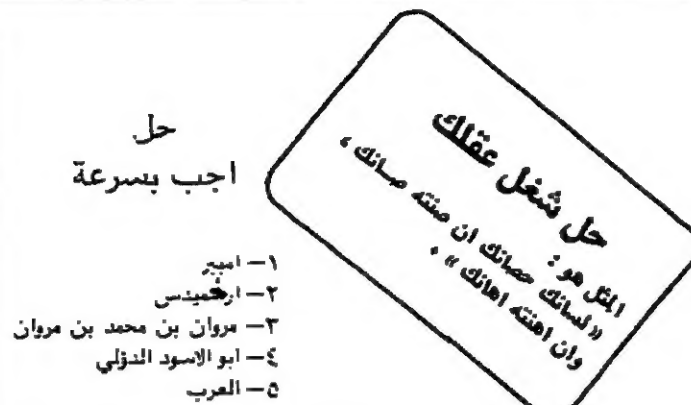 حل
اجب بسرعة
١– امبير
٢– ارخميدس
٣– مروان بن محمد بن مروان
٤– ابو الاسود الدؤلي
٥– العرب
حل شغل عقلك
المثل هو :
«لسانك حصانك ان صنته صانك ،
وان اهنته اهانك» .